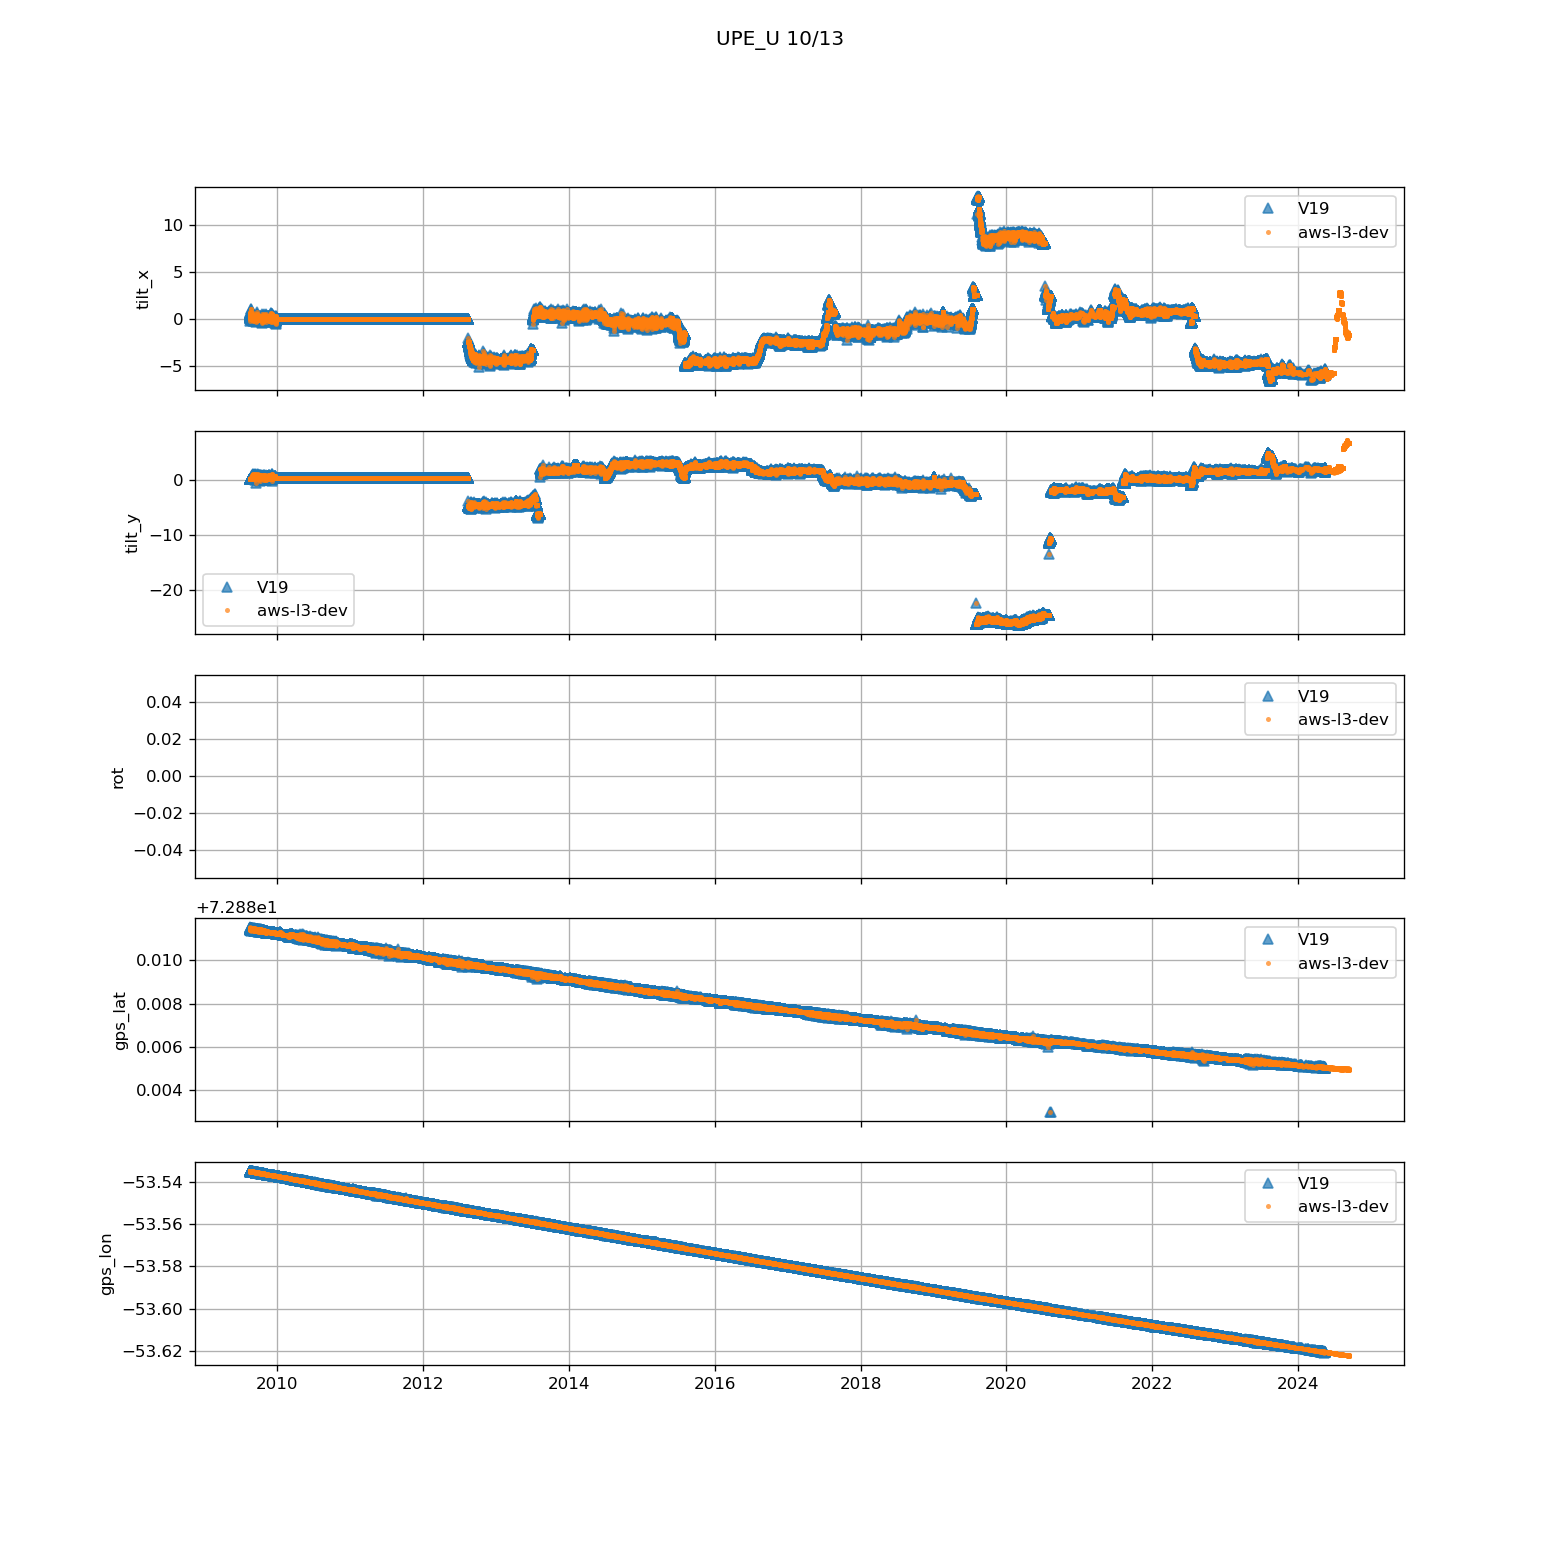 UPE_U 10/13
tilt_x
10
5
0
−5
V19
aws-l3-dev
tilt_y
0
−10
−20
V19
aws-l3-dev
rot
0.04
0.02
0.00
−0.02
−0.04
V19
aws-l3-dev
+7.288e1
gps_lat
0.010
0.008
0.006
0.004
V19
aws-l3-dev
gps_lon
−53.54
−53.56
−53.58
−53.60
−53.62
V19
aws-l3-dev
2010 2012 2014 2016 2018 2020 2022 2024